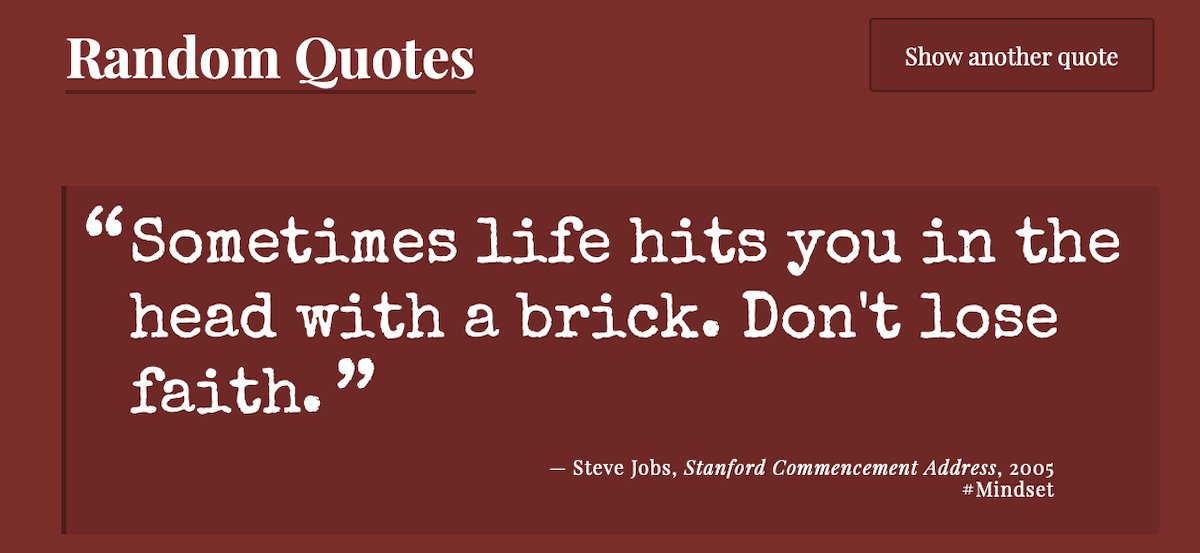 Random Quotes
Show another quote
“Sometimes life hits you in the
head with a brick. Don't lose
faith.”
— Steve Jobs, Stanford Commencement Address, 2005
#Mindset